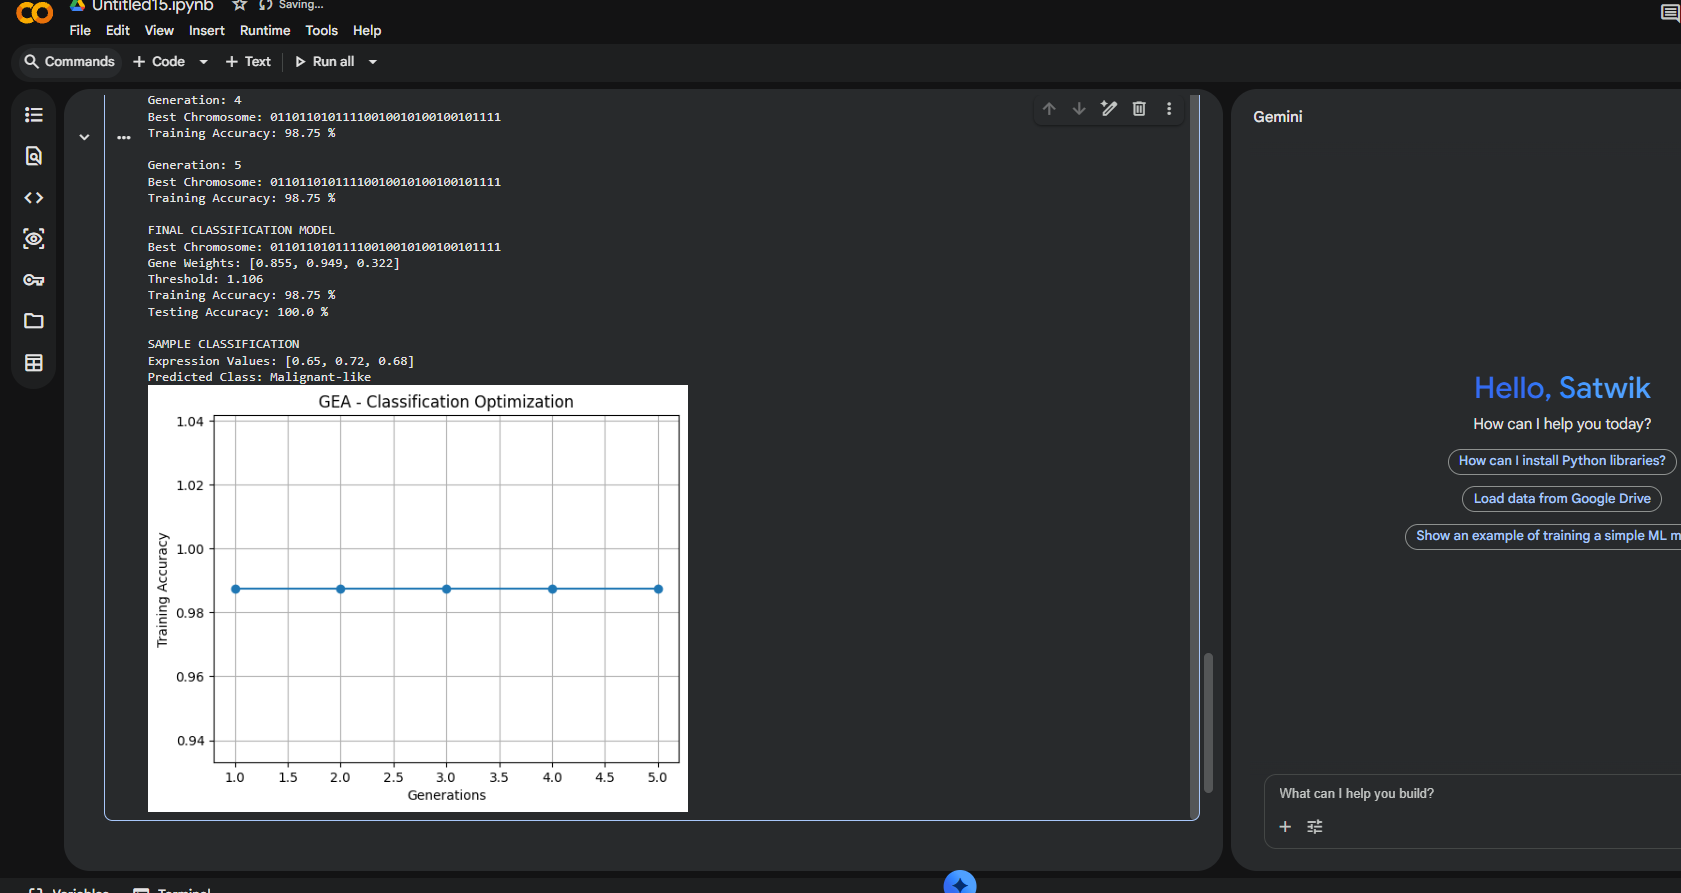 Untitled15.ipynb
Saving...
File Edit View Insert Runtime Tools Help
Commands + Code + Text Run all
Generation: 4
Best Chromosome: 01101101011110010010100100101111
Training Accuracy: 98.75 %
Generation: 5
Best Chromosome: 01101101011110010010100100101111
Training Accuracy: 98.75 %
FINAL CLASSIFICATION MODEL
Best Chromosome: 01101101011110010010100100101111
Gene Weights: [0.855, 0.949, 0.322]
Threshold: 1.106
Training Accuracy: 98.75 %
Testing Accuracy: 100.0 %
SAMPLE CLASSIFICATION
Expression Values: [0.65, 0.72, 0.68]
Predicted Class: Malignant-like
GEA - Classification Optimization
1.04
1.02
1.00
0.98
0.96
0.94
Training Accuracy
1.0 1.5 2.0 2.5 3.0 3.5 4.0 4.5 5.0
Generations
Gemini
Hello, Satwik
How can I help you today?
How can I install Python libraries?
Load data from Google Drive
Show an example of training a simple ML m
What can I help you build?
Variables Terminal